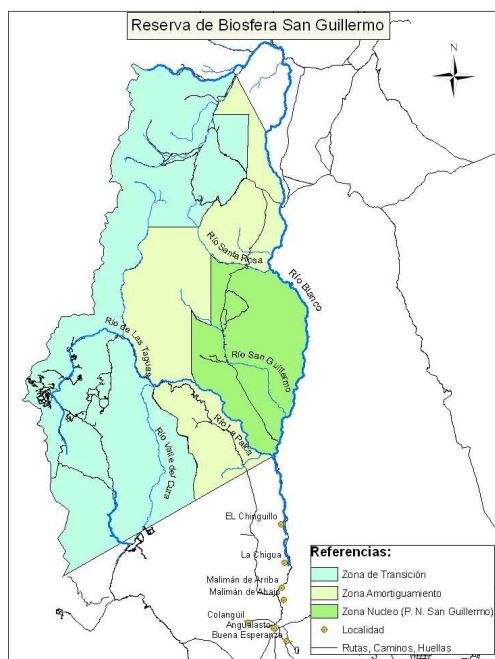 Reserva de Biosfera San Guillermo
N
Río Santa Rosa
Río Blanco
Río de Las Taguas
Río San Guillermo
Río La Palca
Río Valle del Cura
EL Chinguillo
La Chigua
Malimán de Arriba
Malimán de Abajo
Colangüil
Angualasto
Buena Esperanza
Referencias:
Zona de Transición
Zona Amortiguamiento
Zona Nucleo (P. N. San Guillermo)
Localidad
Rutas, Caminos, Huellas